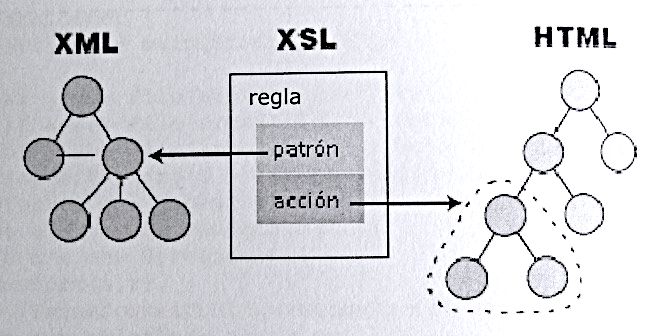 XML
XSL
HTML
regla
patrón
acción